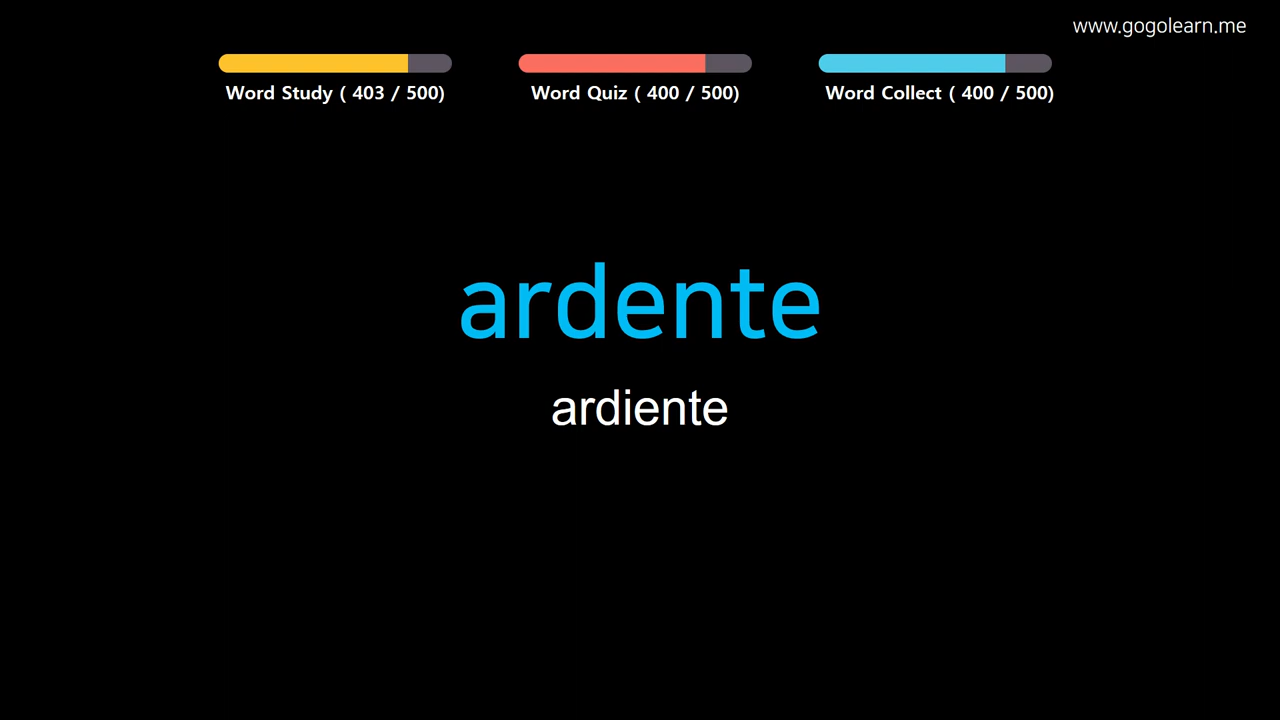 www.gogolearn.me
Word Study ( 403 / 500)
Word Quiz ( 400 / 500)
Word Collect ( 400 / 500)
ardente
ardiente